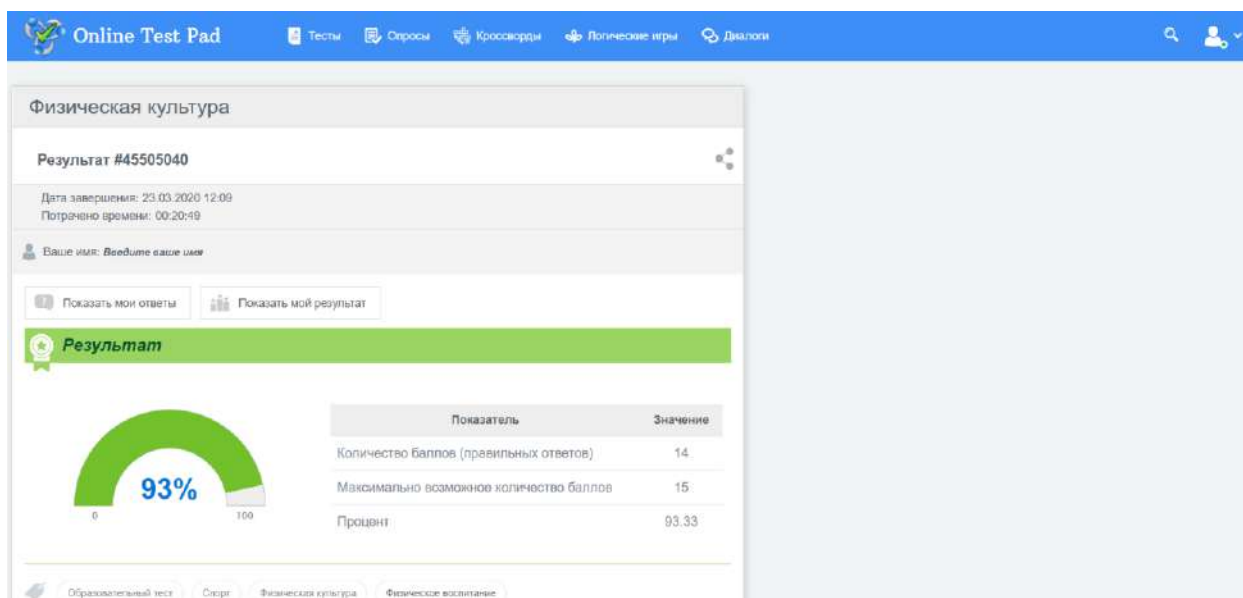 Online Test Pad Тесты Опросы Кроссворды Логические игры Диалоги
Физическая культура
Результат #45505040
Дата завершения: 23.03.2020 12:09
Потрачено времени: 00:20:49
Ваше имя: Введите ваше имя
Показать мои ответы Показать мой результат
Результат
Показатель Значение
Количество баллов (правильных ответов) 14
Максимально возможное количество баллов 15
Процент 93.33
93%
0 100
Образовательный тест Спорт Физическая культура Физическое воспитание